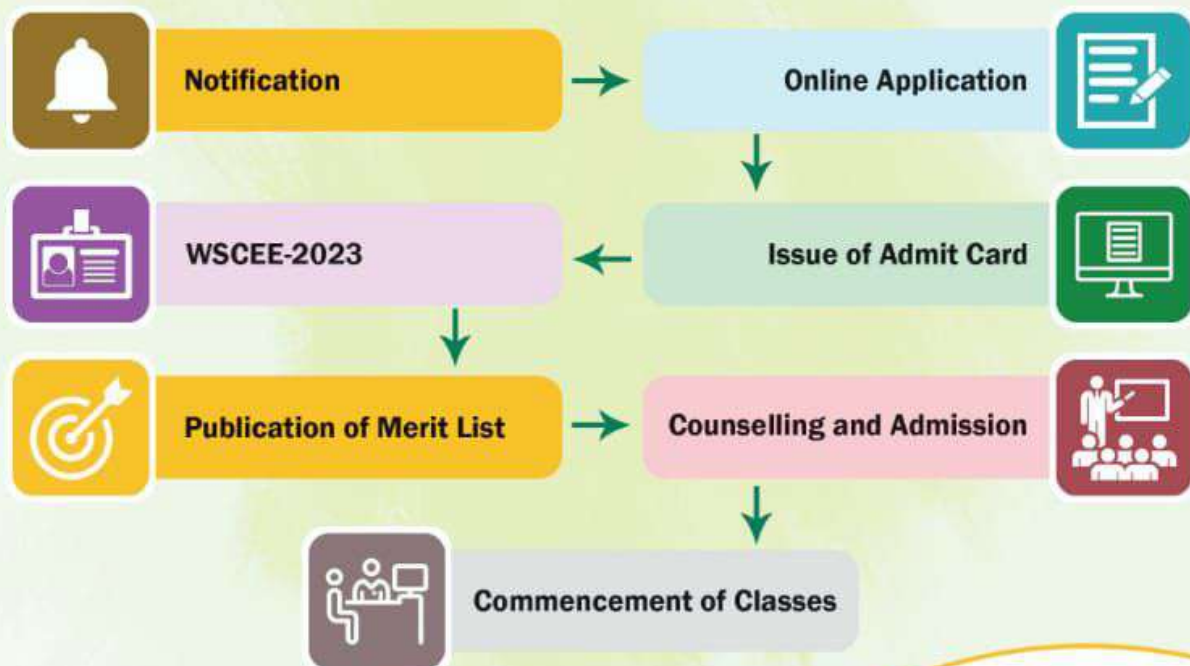 Notification
Online Application
Issue of Admit Card
WSCEE-2023
Publication of Merit List
Counselling and Admission
Commencement of Classes